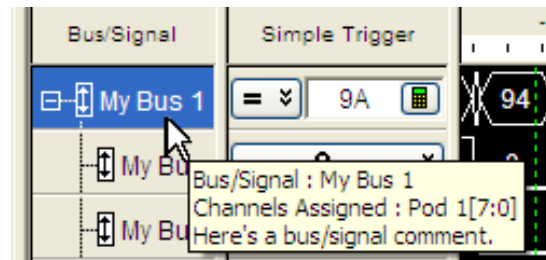 Bus/Signal Simple Trigger
My Bus 1 = 9A 94
My Bu
Bus/Signal : My Bus 1
Channels Assigned : Pod 1[7:0]
My Bu Here's a bus/signal comment.